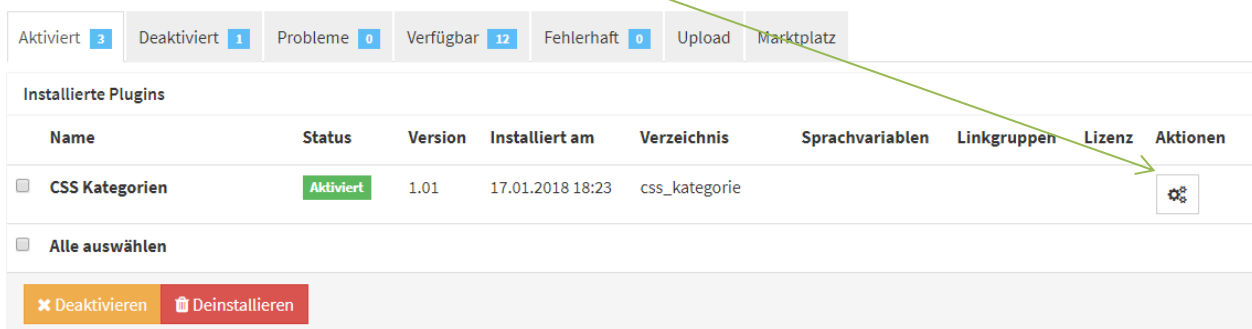 Aktiviert 3 Deaktiviert 1 Probleme 0 Verfügbar 12 Fehlerhaft 0 Upload Marktplatz
Installierte Plugins
Name Status Version Installiert am Verzeichnis Sprachvariablen Linkgruppen Lizenz Aktionen
CSS Kategorien Aktiviert 1.01 17.01.2018 18:23 css_kategorie
Alle auswählen
Deaktivieren Deinstallieren